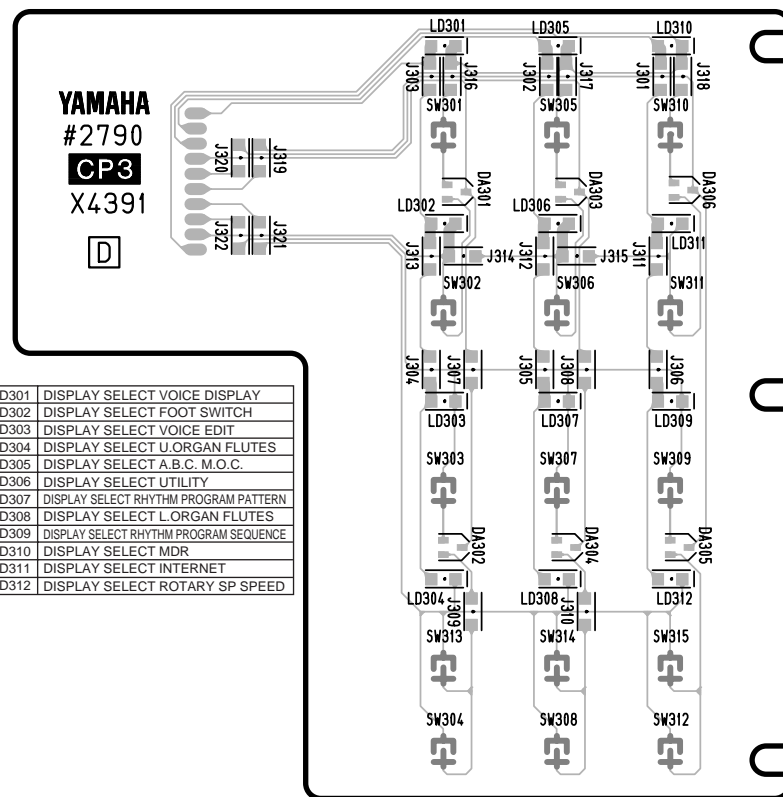 LD301 LD305 LD310
J303 J316 J302 J317 J301 J318
SW301 SW305 SW310
YAMAHA
#2790
CP3
X4391
D
J320 J319
J322 J321
DA301 DA303 DA306
LD302 LD306 LD311
J313 J314 J312 J315 J311
SW302 SW306 SW311
J304 J307 J305 J308 J306
LD303 LD307 LD309
SW303 SW307 SW309
DA302 DA304 DA305
LD304 J309 LD308 J310 LD312
SW313 SW314 SW315
SW304 SW308 SW312
D301 DISPLAY SELECT VOICE DISPLAY
D302 DISPLAY SELECT FOOT SWITCH
D303 DISPLAY SELECT VOICE EDIT
D304 DISPLAY SELECT U.ORGAN FLUTES
D305 DISPLAY SELECT A.B.C. M.O.C.
D306 DISPLAY SELECT UTILITY
D307 DISPLAY SELECT RHYTHM PROGRAM PATTERN
D308 DISPLAY SELECT L.ORGAN FLUTES
D309 DISPLAY SELECT RHYTHM PROGRAM SEQUENCE
D310 DISPLAY SELECT MDR
D311 DISPLAY SELECT INTERNET
D312 DISPLAY SELECT ROTARY SP SPEED